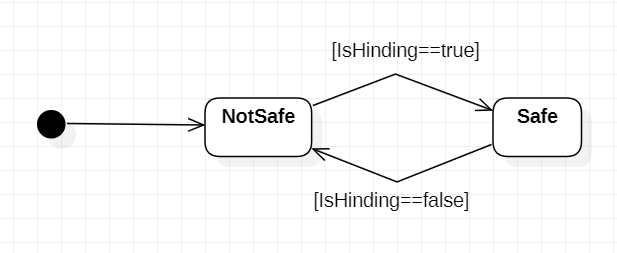 [IsHinding==true]
NotSafe
Safe
[IsHinding==false]